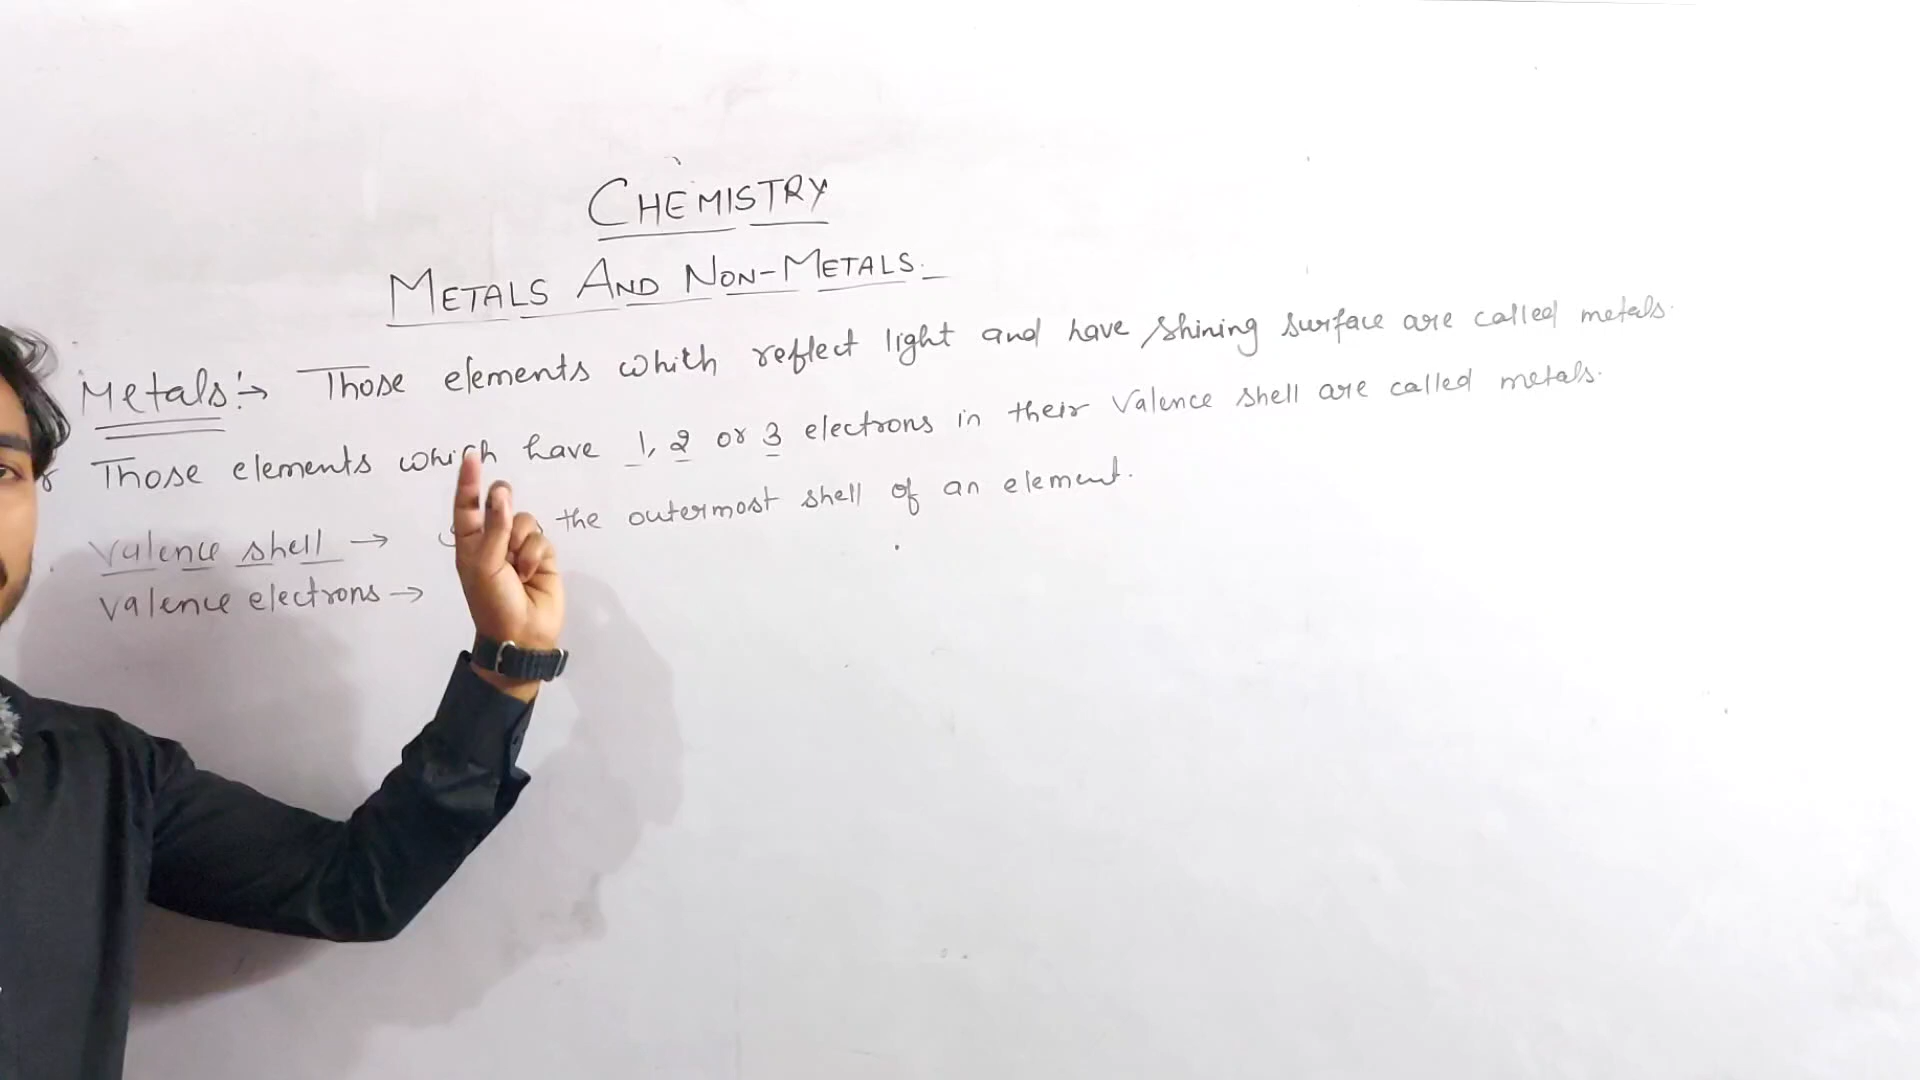 CHEMISTRY
METALS AND NON-METALS.
Metals:→ Those elements which reflect light and have shining surface are called metals.
Those elements which have 1, 2 or 3 electrons in their valence shell are called metals.
Valence shell → the outermost shell of an element.
Valence electrons →